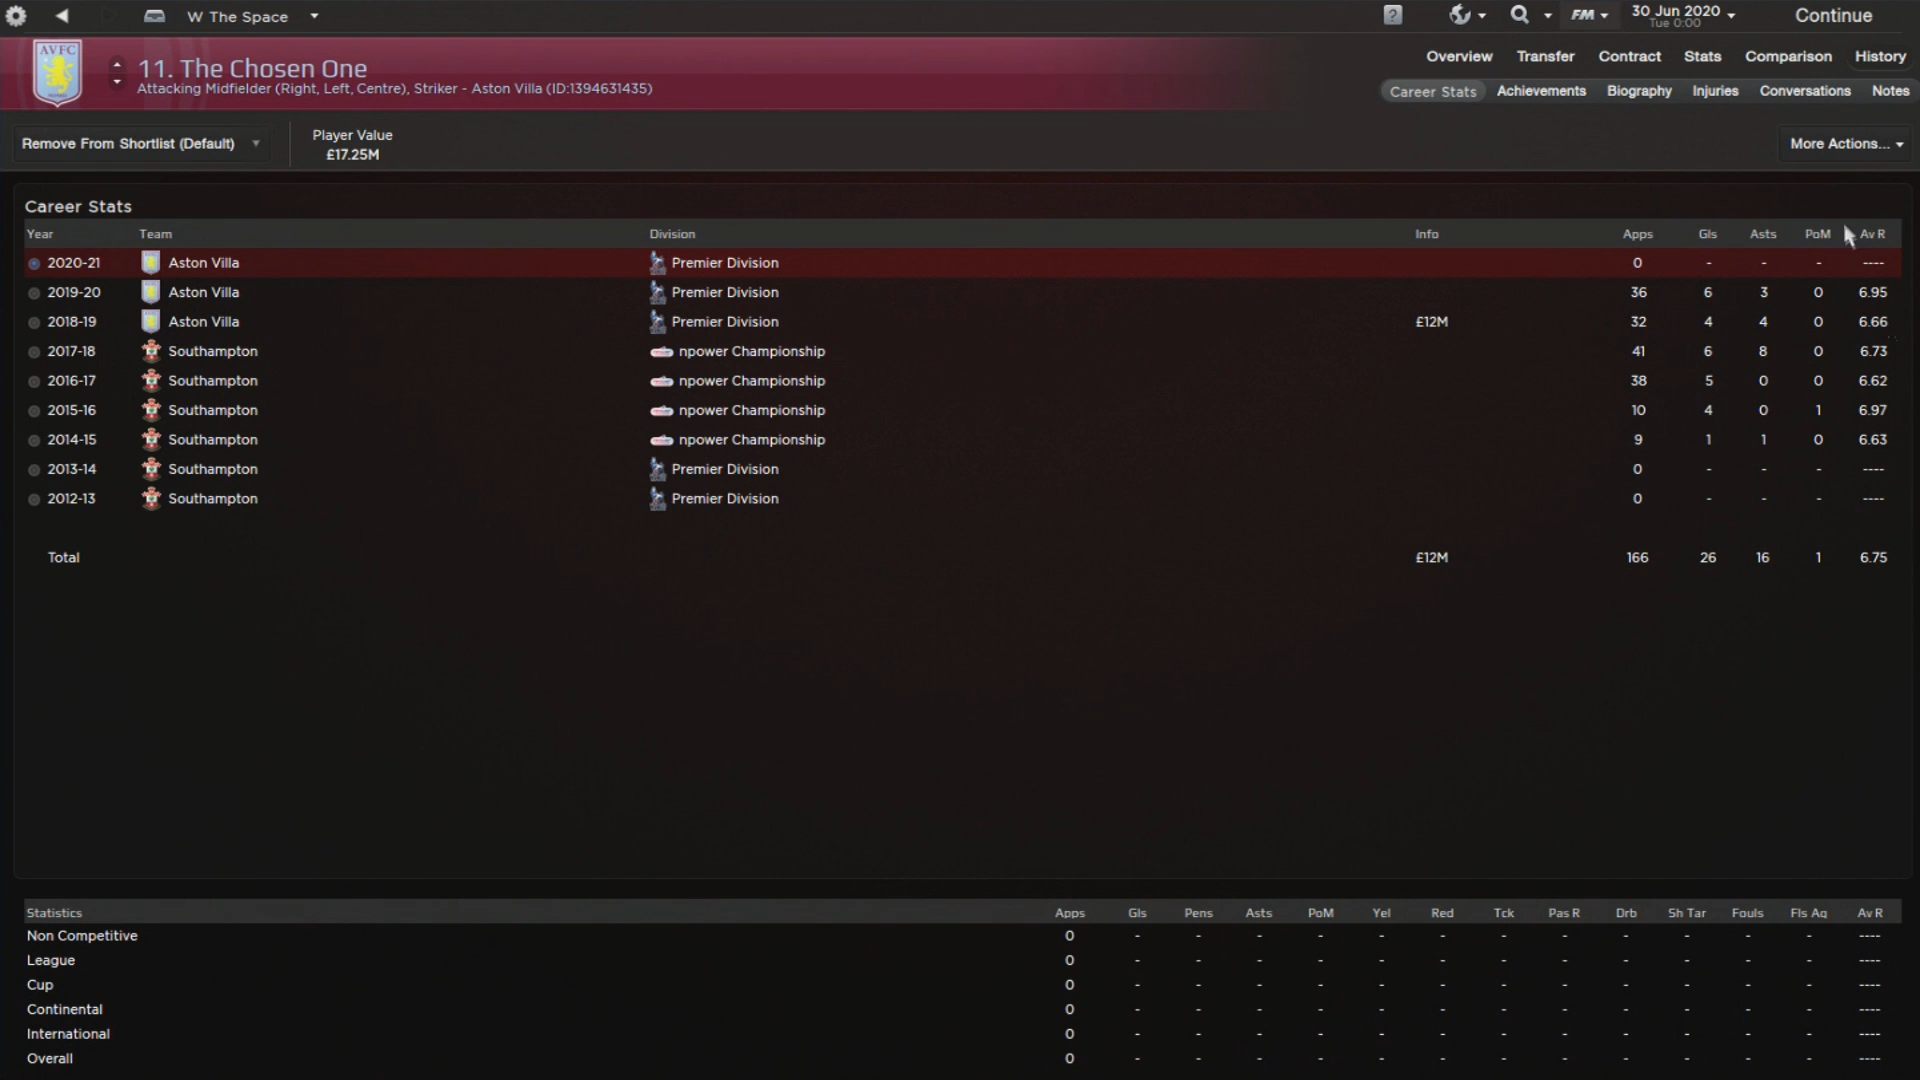 W The Space
?
FM
30 Jun 2020
Tue 0:00
Continue
AVFC
11. The Chosen One
Attacking Midfielder (Right, Left, Centre), Striker - Aston Villa (ID:1394631435)
Overview Transfer Contract Stats Comparison History
Career Stats Achievements Biography Injuries Conversations Notes
Remove From Shortlist (Default)
Player Value
£17.25M
More Actions...
Career Stats
Year Team Division Info Apps Gls Asts PoM Av R
2020-21 Aston Villa Premier Division 0 - - - ----
2019-20 Aston Villa Premier Division 36 6 3 0 6.95
2018-19 Aston Villa Premier Division £12M 32 4 4 0 6.66
2017-18 Southampton npower Championship 41 6 8 0 6.73
2016-17 Southampton npower Championship 38 5 0 0 6.62
2015-16 Southampton npower Championship 10 4 0 1 6.97
2014-15 Southampton npower Championship 9 1 1 0 6.63
2013-14 Southampton Premier Division 0 - - - ----
2012-13 Southampton Premier Division 0 - - - ----
Total £12M 166 26 16 1 6.75
Statistics Apps Gls Pens Asts PoM Yel Red Tck Pas R Drb Sh Tar Fouls Fls Ag Av R
Non Competitive 0 - - - - - - - - - - - - ----
League 0 - - - - - - - - - - - - ----
Cup 0 - - - - - - - - - - - - ----
Continental 0 - - - - - - - - - - - - ----
International 0 - - - - - - - - - - - - ----
Overall 0 - - - - - - - - - - - - ----